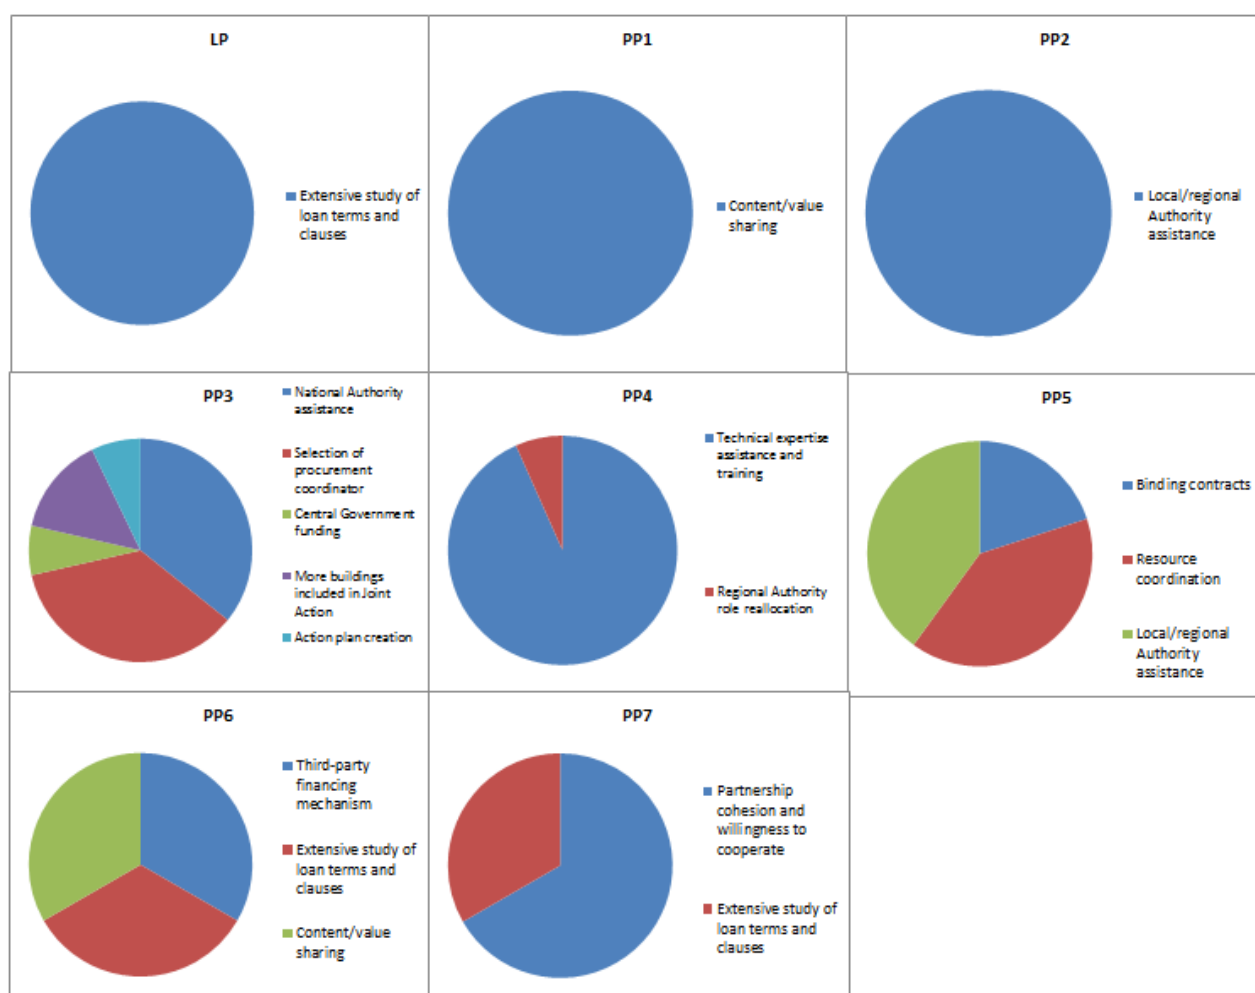 LP
Extensive study of
loan terms and
clauses
PP1
Content/value
sharing
PP2
Local/regional
Authority
assistance
PP3
National Authority
assistance
Selection of
procurement
coordinator
Central Government
funding
More buildings
included in Joint
Action
Action plan creation
PP4
Technical expertise
assistance and
training
Regional Authority
role reallocation
PP5
Binding contracts
Resource
coordination
Local/regional
Authority
assistance
PP6
Third-party
financing
mechanism
Extensive study of
loan terms and
clauses
Content/value
sharing
PP7
Partnership
cohesion and
willingness to
cooperate
Extensive study of
loan terms and
clauses